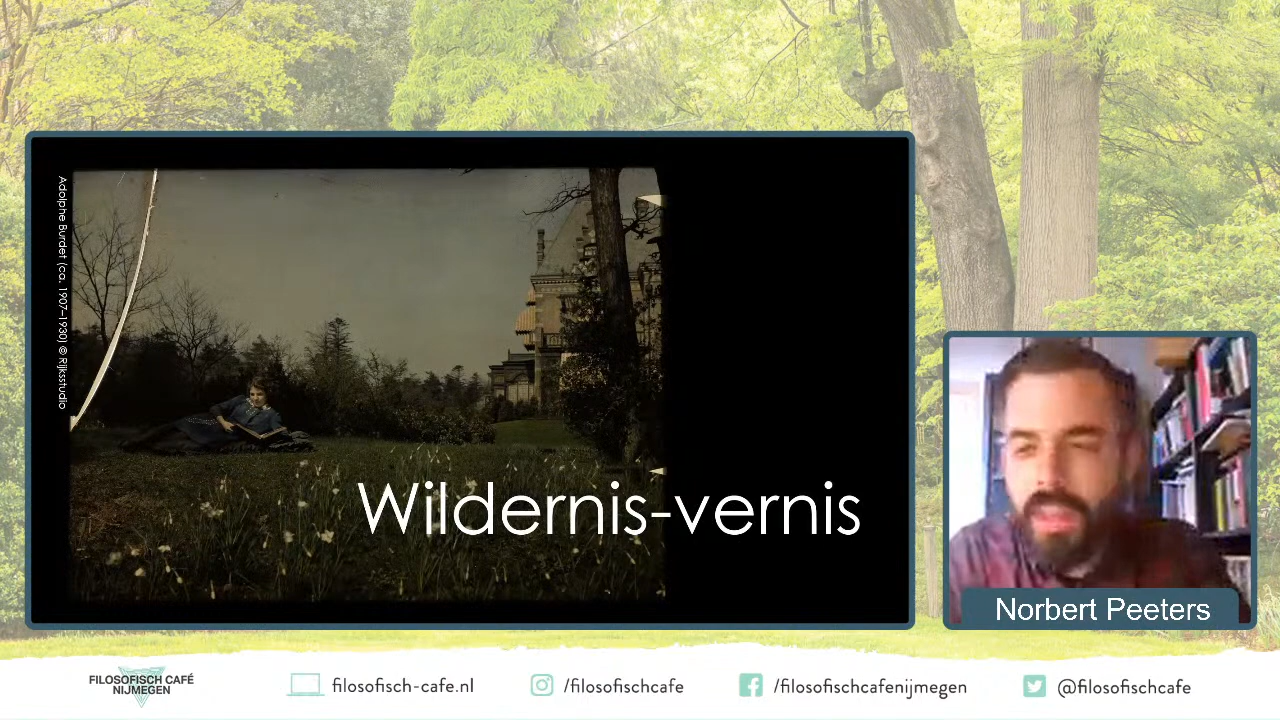 Adolphe Burdet (ca. 1907–1930) © Rijksstudio
Wildernis-vernis
Norbert Peeters
FILOSOFISCH CAFÉ
NIJMEGEN
filosofisch-cafe.nl
/filosofischcafe
/filosofischcafenijmegen
@filosofischcafe